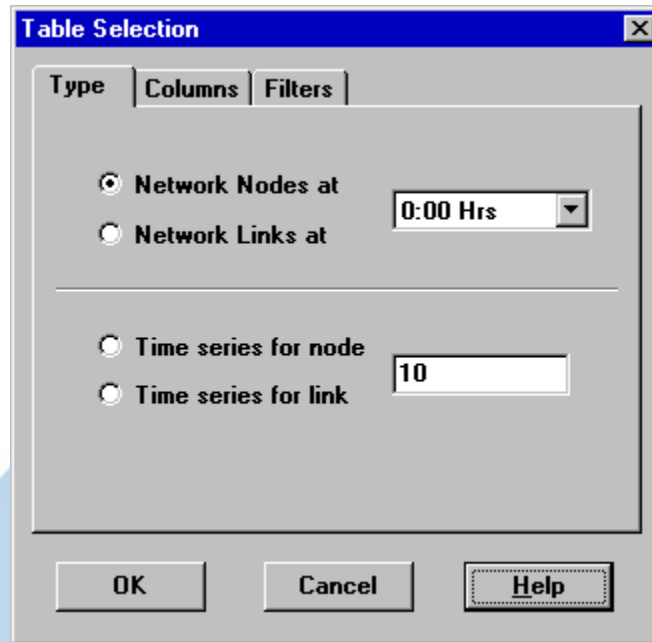 Table Selection
Type Columns Filters
Network Nodes at
0:00 Hrs
Network Links at
Time series for node
10
Time series for link
OK Cancel Help